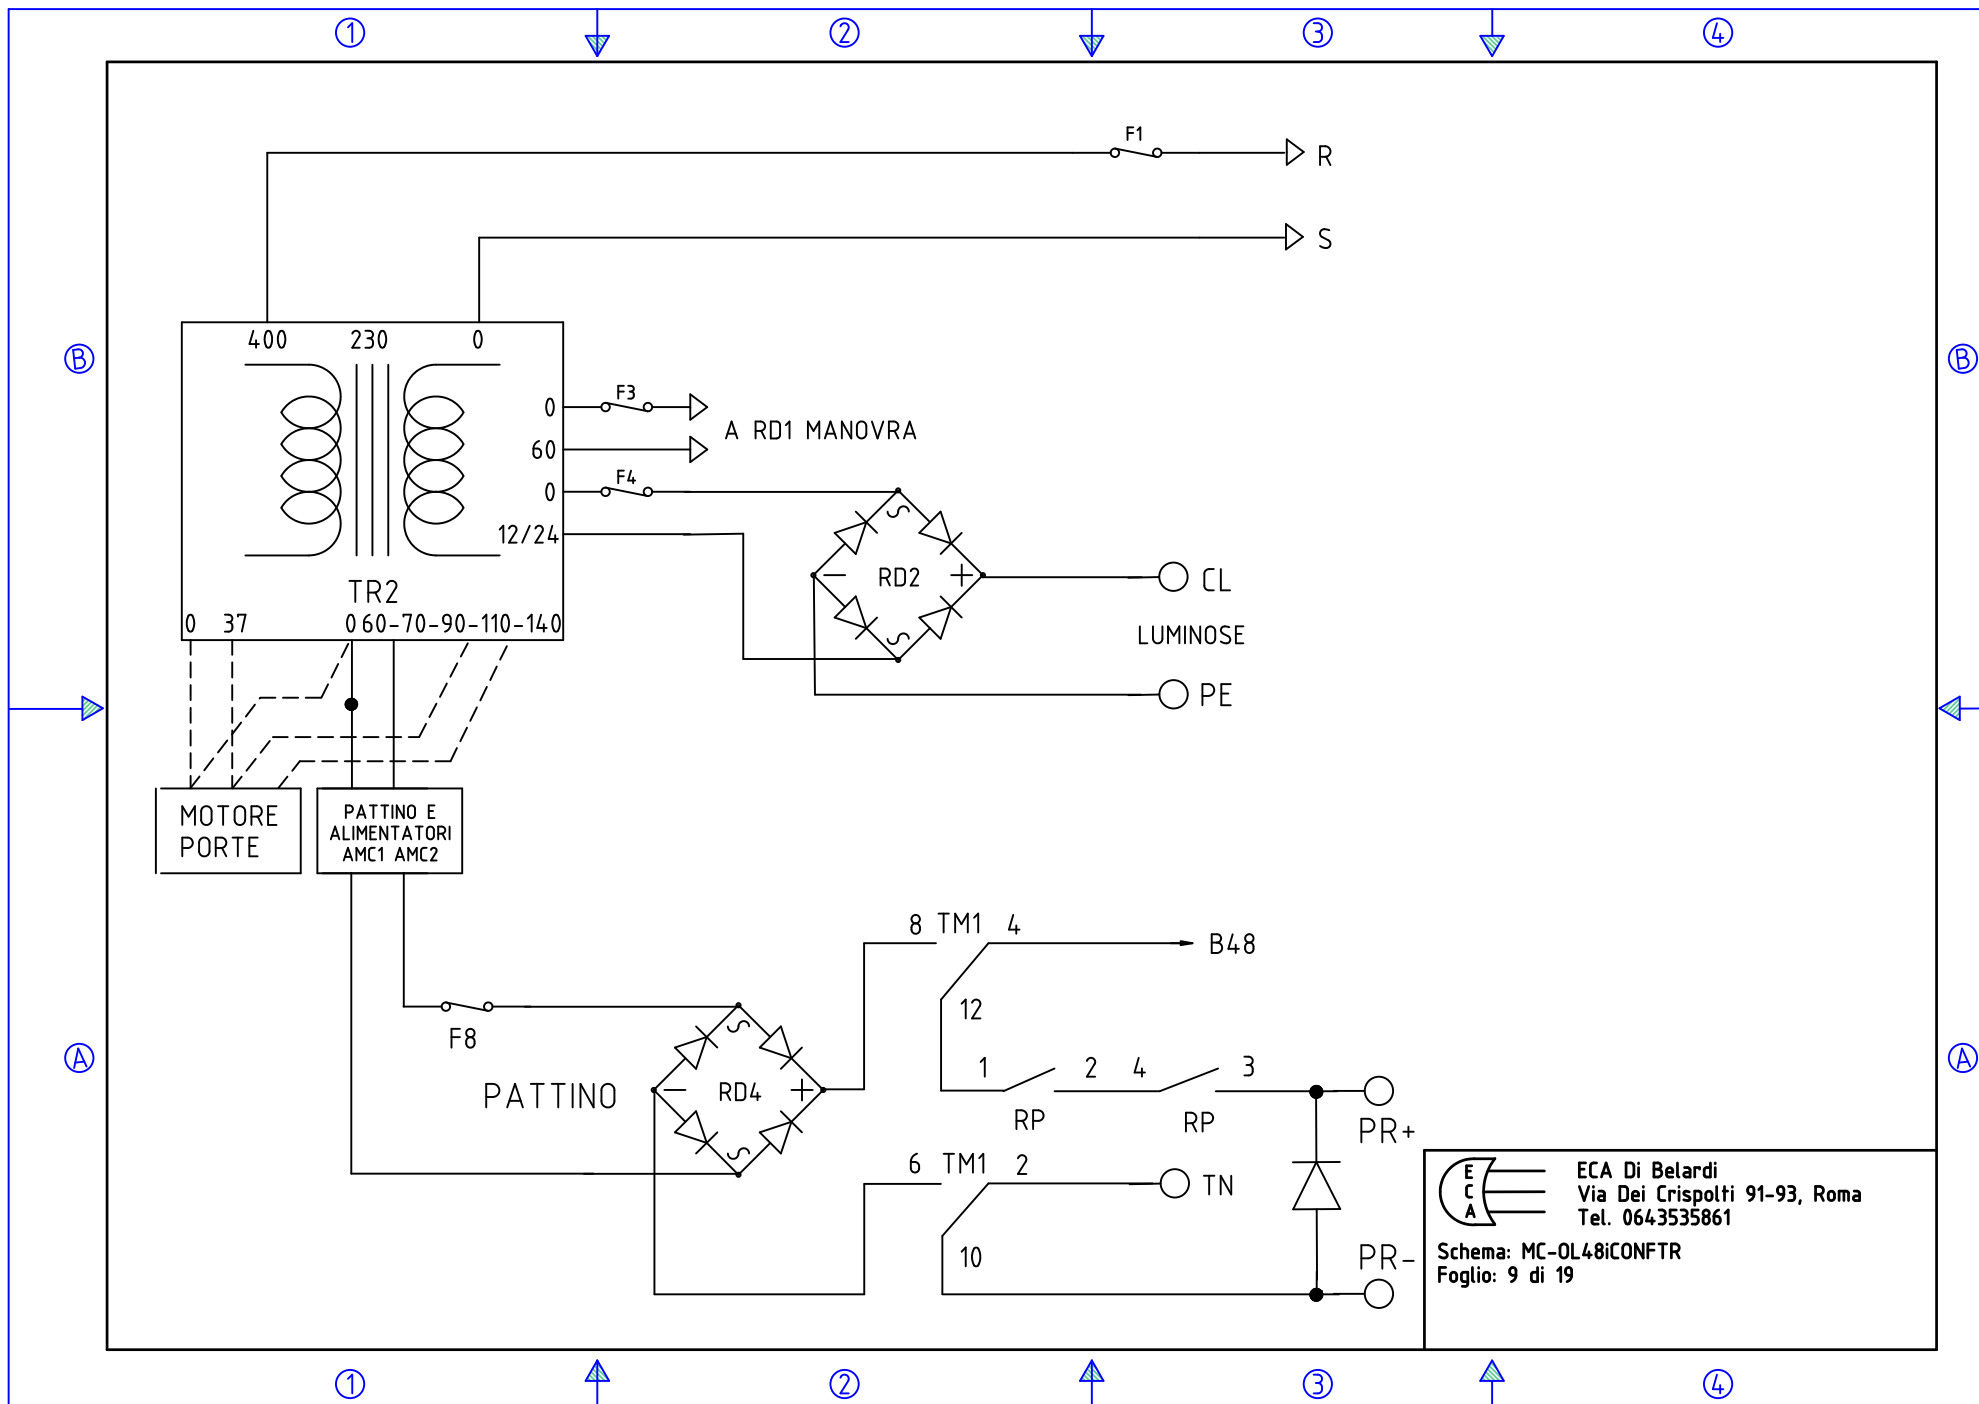 1 2 3 4
F1
R
S
B
400 230 0
B
F3
0
A RD1 MANOVRA
60
F4
0
12/24
RD2
− +
CL
TR2
0 37 0 60-70-90-110-140
LUMINOSE
PE
MOTORE
PORTE
PATTINO E
ALIMENTATORI
AMC1 AMC2
8 TM1 4
B48
12
F8
A
A
1 2 4 3
PATTINO
− RD4 +
RP RP
PR+
6 TM1 2
TN
10
PR-
E
C
A
ECA Di Belardi
Via Dei Crispolti 91-93, Roma
Tel. 0643535861
Schema: MC-OL48iCONFTR
Foglio: 9 di 19
1 2 3 4